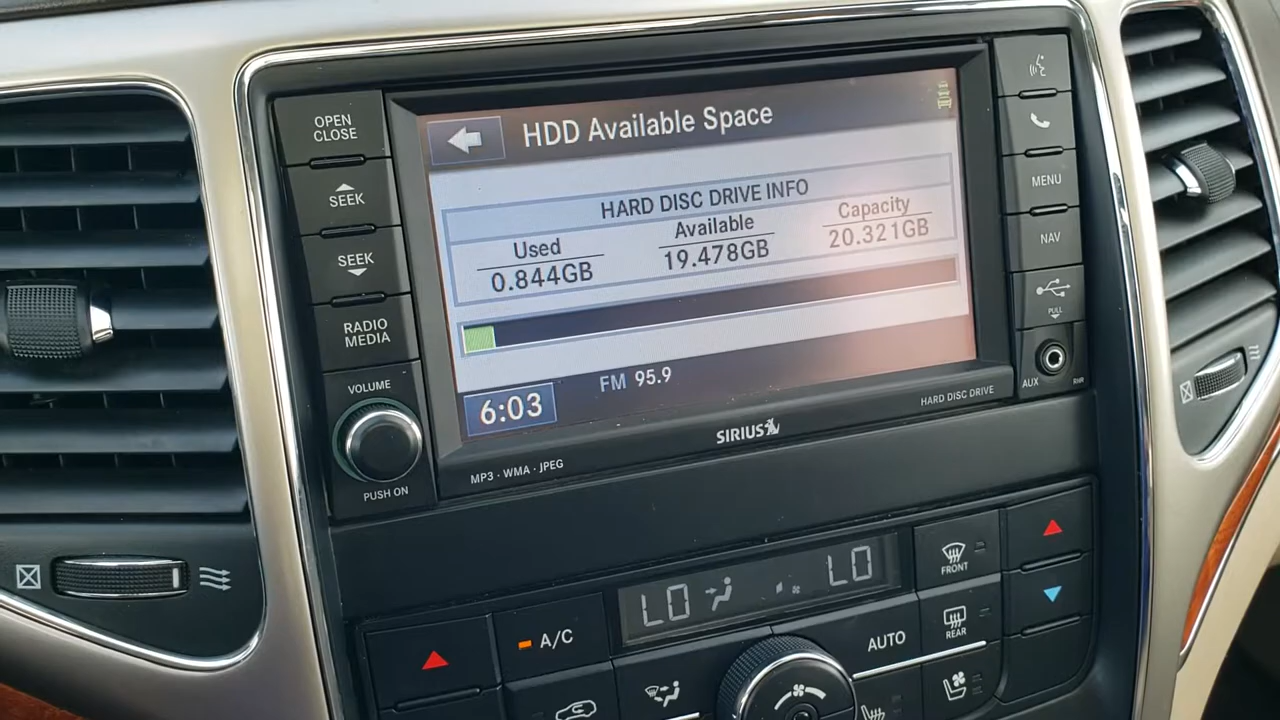 OPEN
CLOSE
SEEK
SEEK
RADIO
MEDIA
VOLUME
PUSH ON
HDD Available Space
HARD DISC DRIVE INFO
Used
0.844GB
Available
19.478GB
Capacity
20.321GB
6:03
FM 95.9
SIRIUS
HARD DISC DRIVE
MP3 · WMA · JPEG
MENU
NAV
PULL
AUX
LO
LO
A/C
AUTO
FRONT
REAR